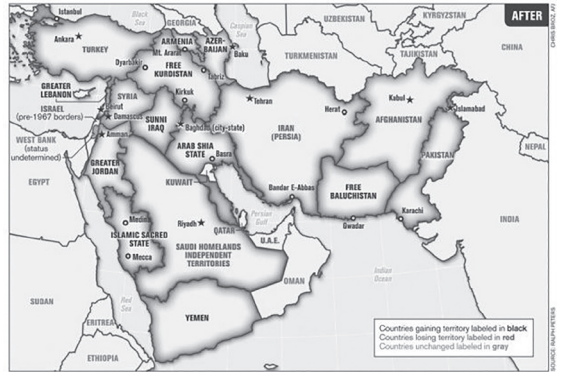 AFTER
CHRIS BROZ, AFJ
Istanbul
Black
Sea
GEORGIA
Caspian
Sea
UZBEKISTAN
KYRGYZSTAN
Ankara
TURKEY
ARMENIA
Mt. Ararat
AZER-
BAIJAN
Baku
TURKMENISTAN
TAJIKISTAN
CHINA
Dyarbakir
FREE
KURDISTAN
Tabriz
GREATER
LEBANON
SYRIA
Kirkuk
Tehran
Herat
Kabul
Islamabad
ISRAEL
(pre-1967 borders)
Beirut
Damascus
SUNNI
IRAQ
Baghdad (city-state)
IRAN
(PERSIA)
AFGHANISTAN
WEST BANK
(status
undetermined)
Amman
ARAB SHIA
STATE
Basra
PAKISTAN
NEPAL
GREATER
JORDAN
KUWAIT
EGYPT
Bandar E-Abbas
FREE
BALUCHISTAN
Persian
Gulf
Karachi
Gwadar
INDIA
Medina
ISLAMIC SACRED
STATE
Mecca
Riyadh
QATAR
U.A.E.
SAUDI HOMELANDS
INDEPENDENT
TERRITORIES
OMAN
Indian
Ocean
SUDAN
Red
Sea
YEMEN
ERITREA
ETHIOPIA
Countries gaining territory labeled in black
Countries losing territory labeled in red
Countries unchanged labeled in gray
SOURCE: RALPH PETERS